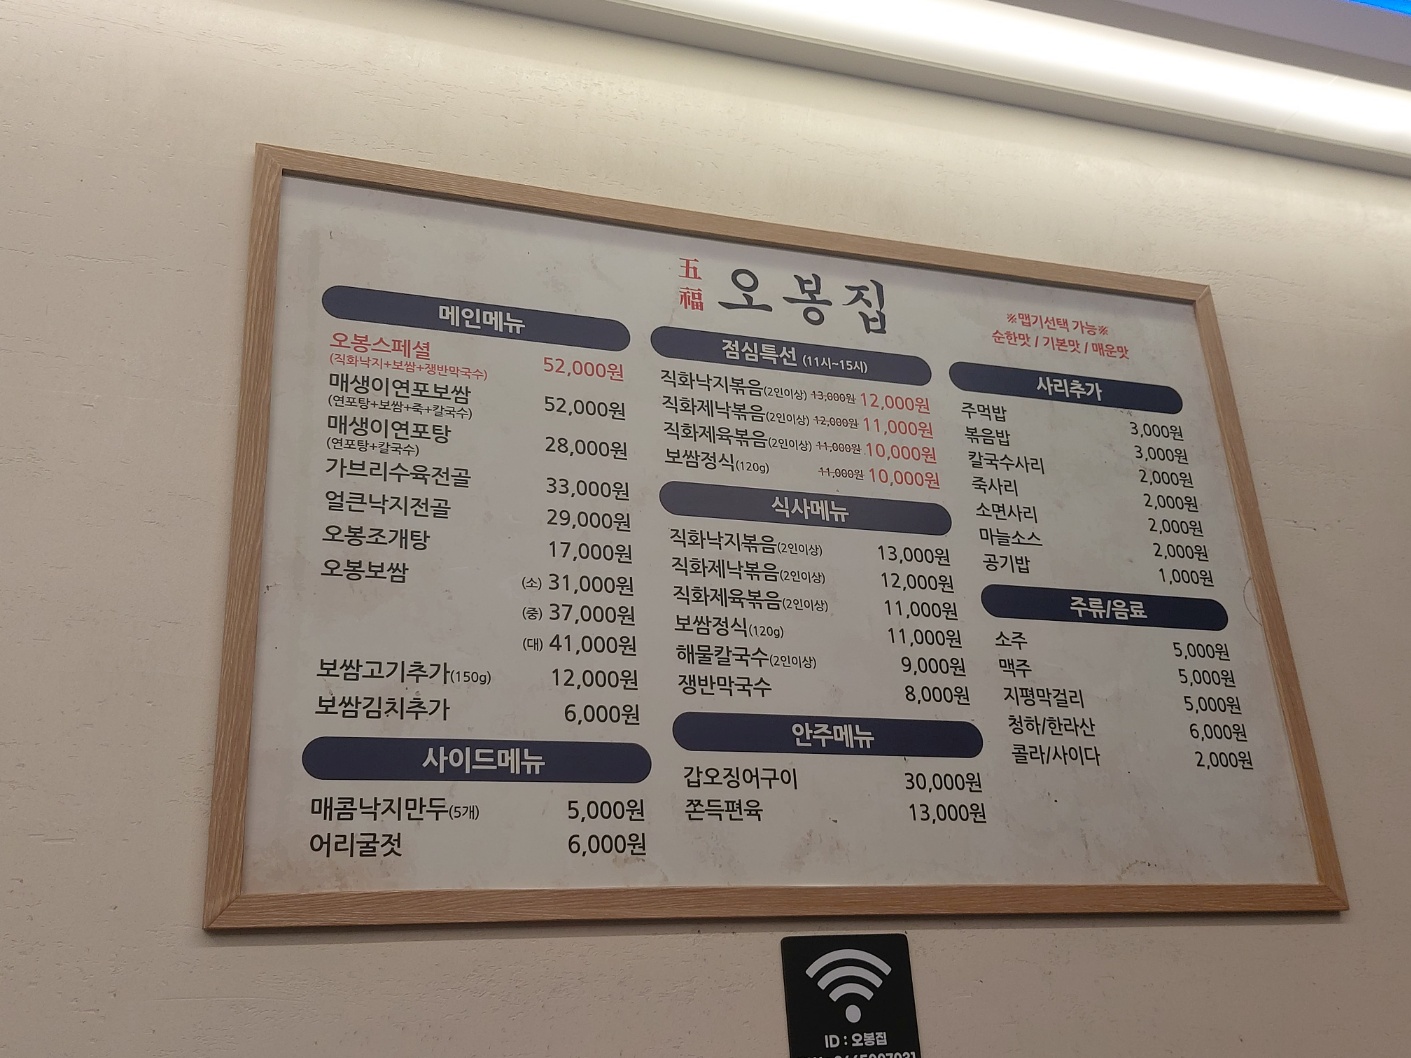 五福 오봉집
※맵기선택 가능※
순한맛 / 기본맛 / 매운맛
메인메뉴
오봉스페셜 52,000원
(직화낙지+보쌈+쟁반막국수)
매생이연포보쌈 52,000원
(연포탕+보쌈+죽+칼국수)
매생이연포탕 28,000원
(연포탕+칼국수)
가브리수육전골 33,000원
얼큰낙지전골 29,000원
오봉조개탕 17,000원
오봉보쌈 (소) 31,000원
(중) 37,000원
(대) 41,000원
보쌈고기추가(150g) 12,000원
보쌈김치추가 6,000원
사이드메뉴
매콤낙지만두(5개) 5,000원
어리굴젓 6,000원
점심특선 (11시~15시)
직화낙지볶음(2인이상) 13,000원 12,000원
직화제낙볶음(2인이상) 12,000원 11,000원
직화제육볶음(2인이상) 11,000원 10,000원
보쌈정식(120g) 11,000원 10,000원
식사메뉴
직화낙지볶음(2인이상) 13,000원
직화제낙볶음(2인이상) 12,000원
직화제육볶음(2인이상) 11,000원
보쌈정식(120g) 11,000원
해물칼국수(2인이상) 9,000원
쟁반막국수 8,000원
안주메뉴
갑오징어구이 30,000원
쫀득편육 13,000원
사리추가
주먹밥 3,000원
볶음밥 3,000원
칼국수사리 2,000원
죽사리 2,000원
소면사리 2,000원
마늘소스 2,000원
공기밥 1,000원
주류/음료
소주 5,000원
맥주 5,000원
지평막걸리 5,000원
청하/한라산 6,000원
콜라/사이다 2,000원
ID : 오봉집